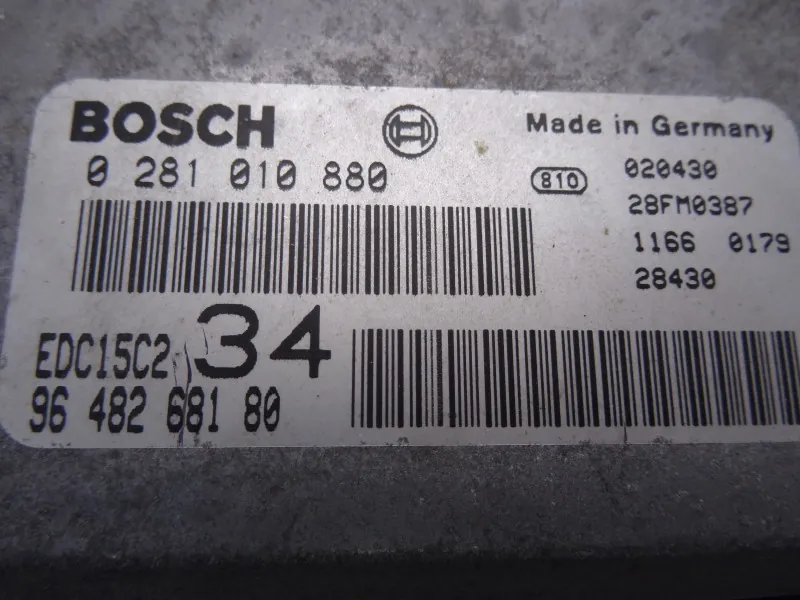 BOSCH
Made in Germany
0 281 010 880
810
020430
28FM0387
1166 0179
28430
EDC15C2
34
96 482 681 80